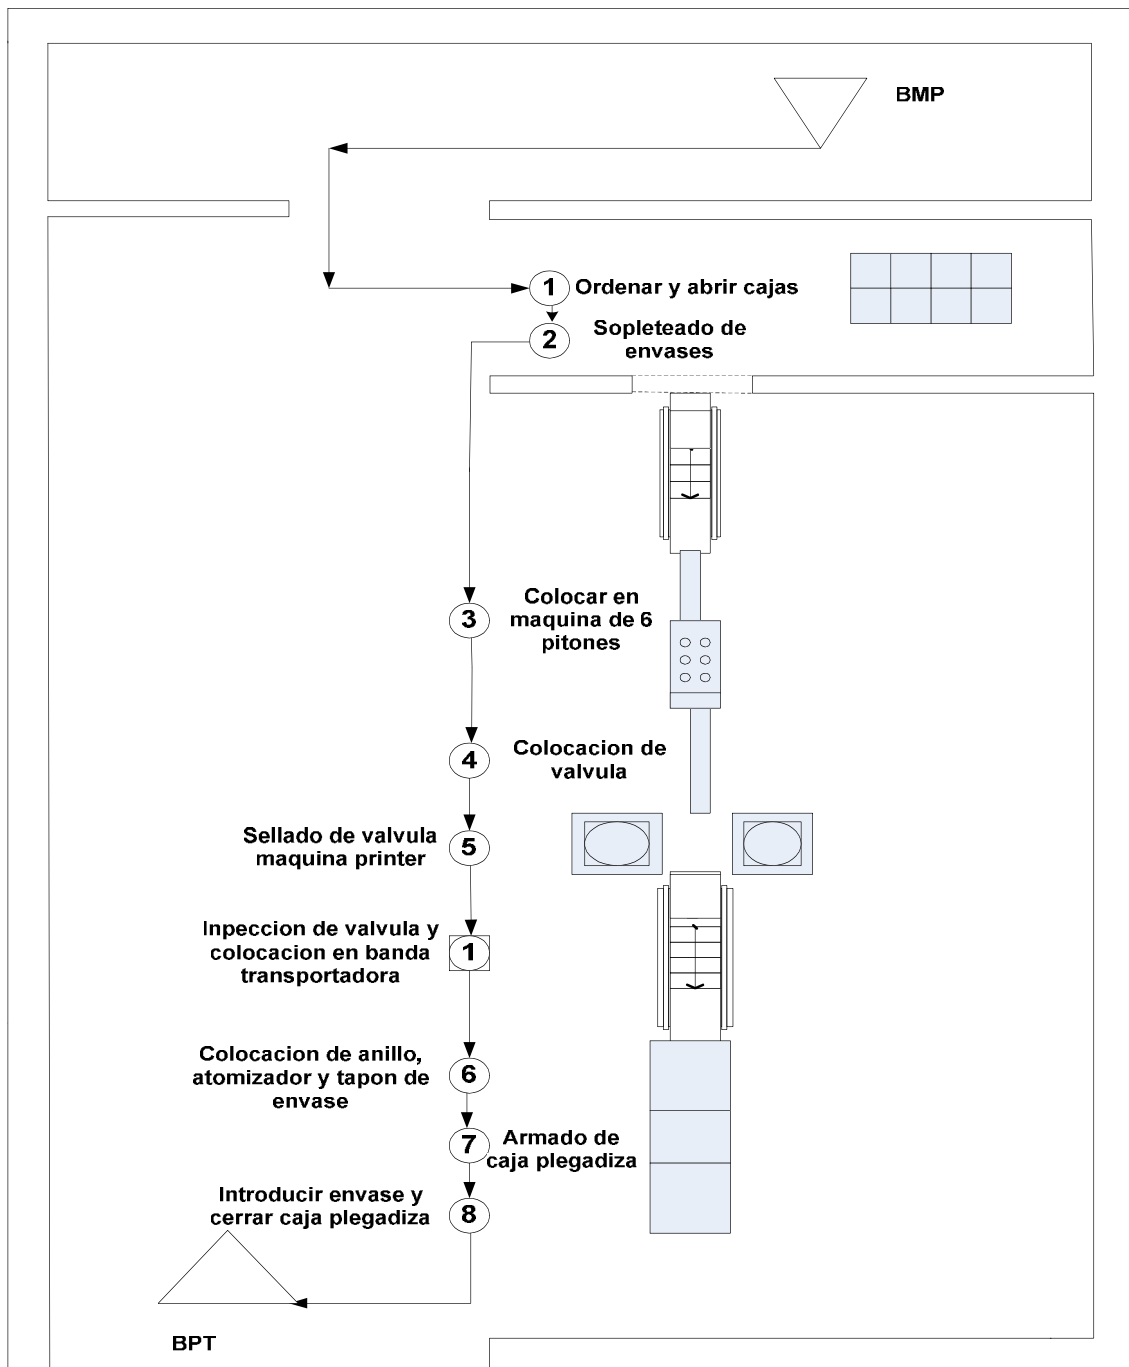 BMP
1
Ordenar y abrir cajas
2
Sopleteado de
envases
3
Colocar en
maquina de 6
pitones
4
Colocacion de
valvula
Sellado de valvula
maquina printer
5
Inpeccion de valvula y
colocacion en banda
transportadora
1
Colocacion de anillo,
atomizador y tapon de
envase
6
7
Armado de
caja plegadiza
Introducir envase y
cerrar caja plegadiza
8
BPT